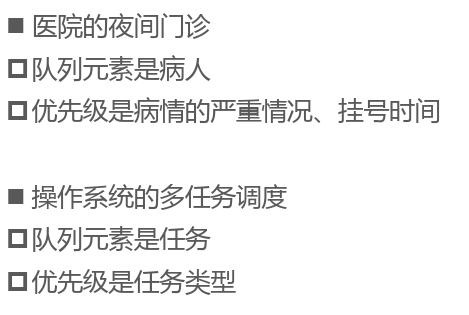 ■ 医院的夜间门诊
队列元素是病人
优先级是病情的严重情况、挂号时间
■ 操作系统的多任务调度
队列元素是任务
优先级是任务类型